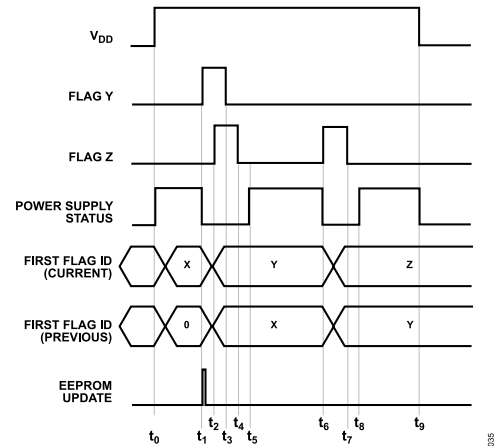 VDD
FLAG Y
FLAG Z
POWER SUPPLY
STATUS
FIRST FLAG ID
(CURRENT)
X
Y
Z
FIRST FLAG ID
(PREVIOUS)
0
X
Y
EEPROM
UPDATE
t0
t1
t2
t3
t4
t5
t6
t7
t8
t9
035